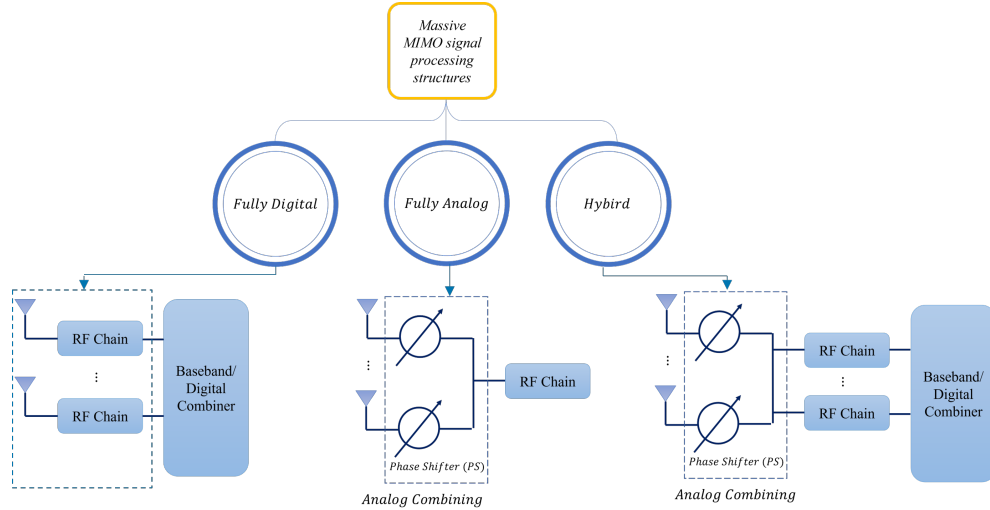 Massive
MIMO signal
processing
structures
Fully Digital
Fully Analog
Hybird
RF Chain
...
RF Chain
Baseband/
Digital
Combiner
...
Phase Shifter (PS)
Analog Combining
RF Chain
...
Phase Shifter (PS)
Analog Combining
RF Chain
...
RF Chain
Baseband/
Digital
Combiner